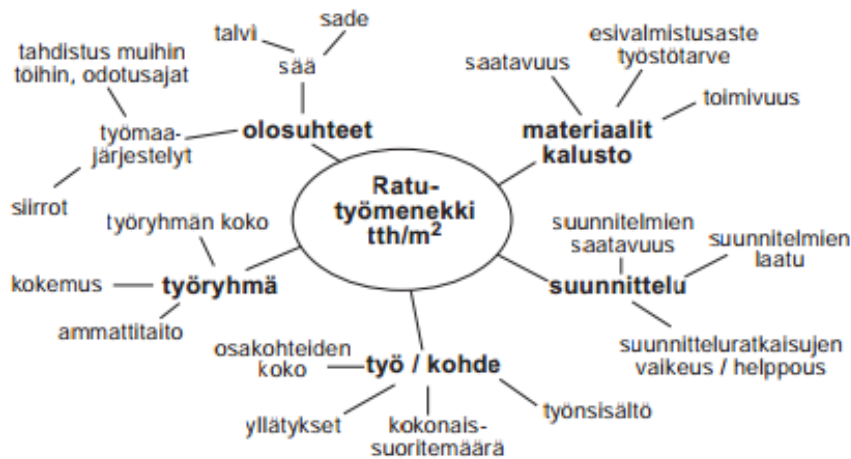 talvi
sade
sää
tahdistus muihin
töihin, odotusajat
työmaa-
järjestelyt
siirrot
olosuhteet
saatavuus
esivalmistusaste
työstötarve
toimivuus
materiaalit
kalusto
Ratu-
työmenekki
tth/m²
työryhmän koko
kokemus
työryhmä
ammattitaito
suunnitelmien
saatavuus
suunnitelmien
laatu
suunnittelu
suunnitteluratkaisujen
vaikeus / helppous
osakohteiden
koko
työ / kohde
yllätykset
kokonais-
suoritemäärä
työnsisältö